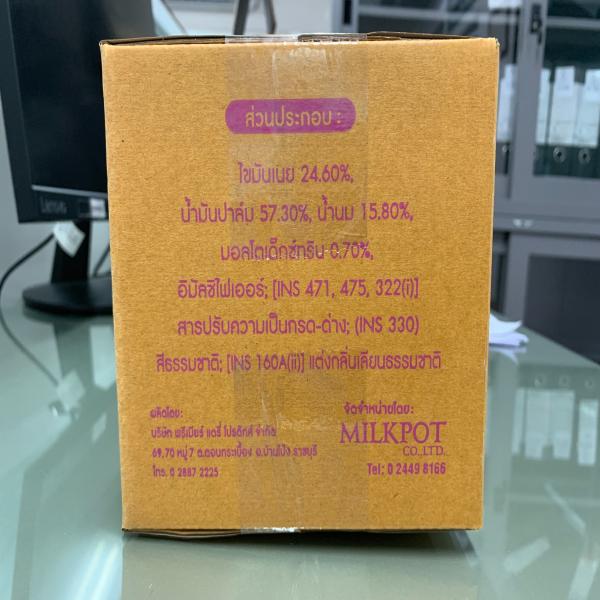 ส่วนประกอบ :
ไขมันเนย 24.60%,
น้ำมันปาล์ม 57.30%, น้ำนม 15.80%,
มอลโตเด็กซ์ทริน 0.70%,
อิมัลซิไฟเออร์; [INS 471, 475, 322(i)]
สารปรับความเป็นกรด-ด่าง; (INS 330)
สีธรรมชาติ; [INS 160A(ii)] แต่งกลิ่นเลียนธรรมชาติ
ผลิตโดย:
บริษัท พรีเมียร์ แดรี่ โปรดักส์ จำกัด
69,70 หมู่ 7 ต.ดอนกระเบื้อง อ.บ้านโป่ง ราชบุรี
โทร. 0 2887 2225
จัดจำหน่ายโดย:
MILKPOT
CO.,LTD.
Tel; 0 2449 8166
Lenovo